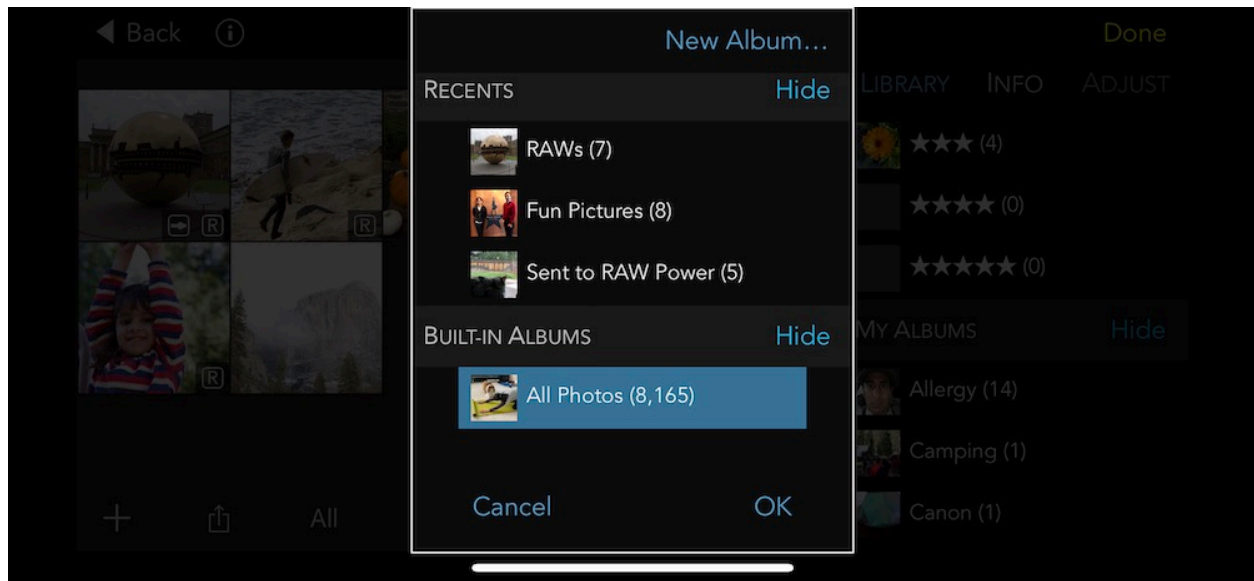 Back
New Album...
Done
RECENTS
Hide
LIBRARY INFO ADJUST
RAWs (7)
★★★ (4)
Fun Pictures (8)
★★★★ (0)
Sent to RAW Power (5)
★★★★★ (0)
BUILT-IN ALBUMS
Hide
MY ALBUMS
Hide
All Photos (8,165)
Allergy (14)
Camping (1)
Cancel
OK
All
Canon (1)
R
R
R